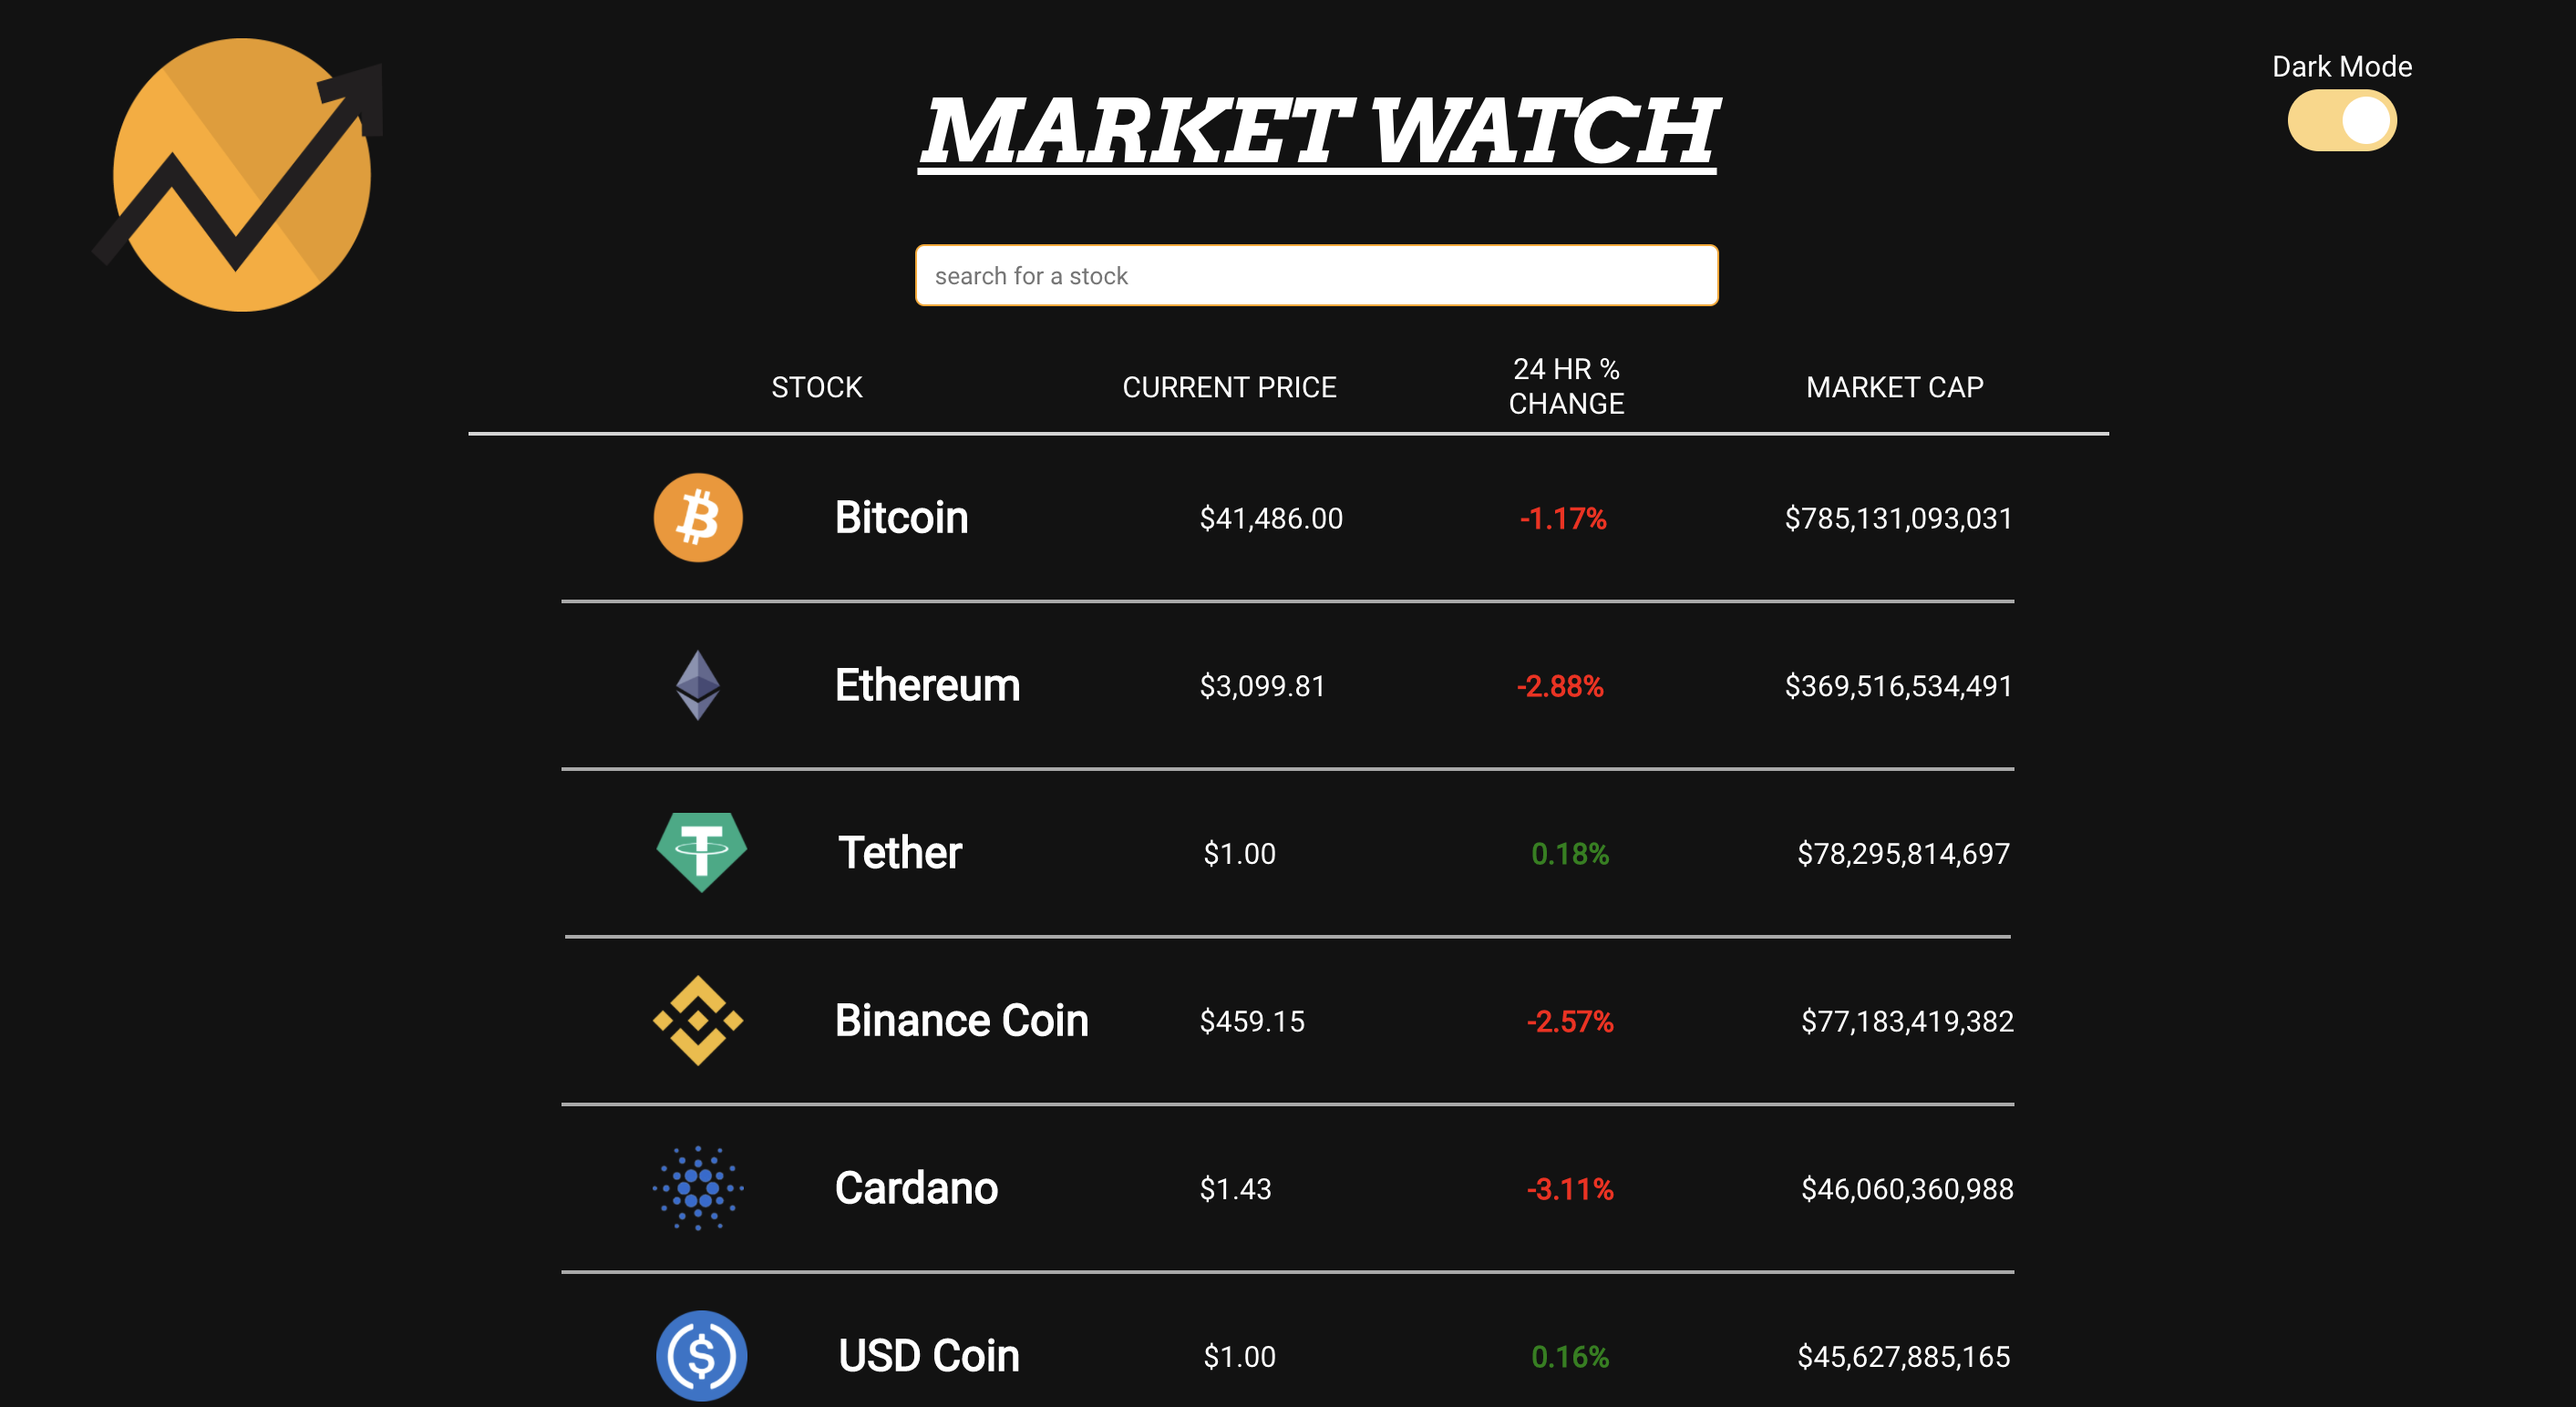 Dark Mode
MARKET WATCH
search for a stock
STOCK CURRENT PRICE 24 HR % CHANGE MARKET CAP
Bitcoin $41,486.00 -1.17% $785,131,093,031
Ethereum $3,099.81 -2.88% $369,516,534,491
Tether $1.00 0.18% $78,295,814,697
Binance Coin $459.15 -2.57% $77,183,419,382
Cardano $1.43 -3.11% $46,060,360,988
USD Coin $1.00 0.16% $45,627,885,165